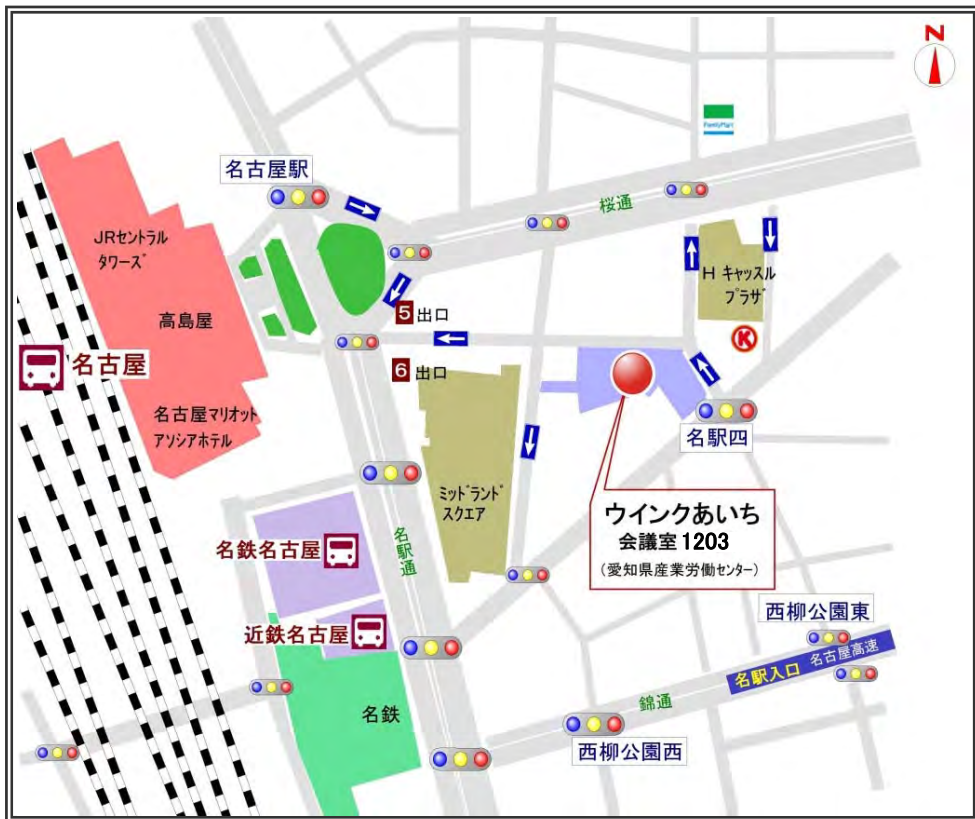 N
FamilyMart
名古屋駅
桜通
JRセントラル
タワーズ
H キャッスル
プラザ
高島屋
5 出口
K
名古屋
6 出口
名古屋マリオット
アソシアホテル
名駅四
ミッドランド
スクエア
ウインクあいち
会議室 1203
(愛知県産業労働センター)
名鉄名古屋
名駅通
近鉄名古屋
西柳公園東
名駅入口 名古屋高速
錦通
名鉄
西柳公園西